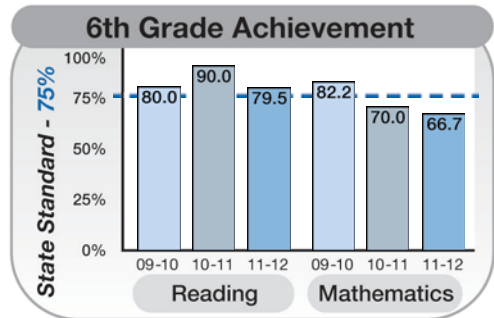 6th Grade Achievement
State Standard - 75%
100%
75%
50%
25%
0%
80.0
90.0
79.5
82.2
70.0
66.7
09-10 10-11 11-12 09-10 10-11 11-12
Reading Mathematics